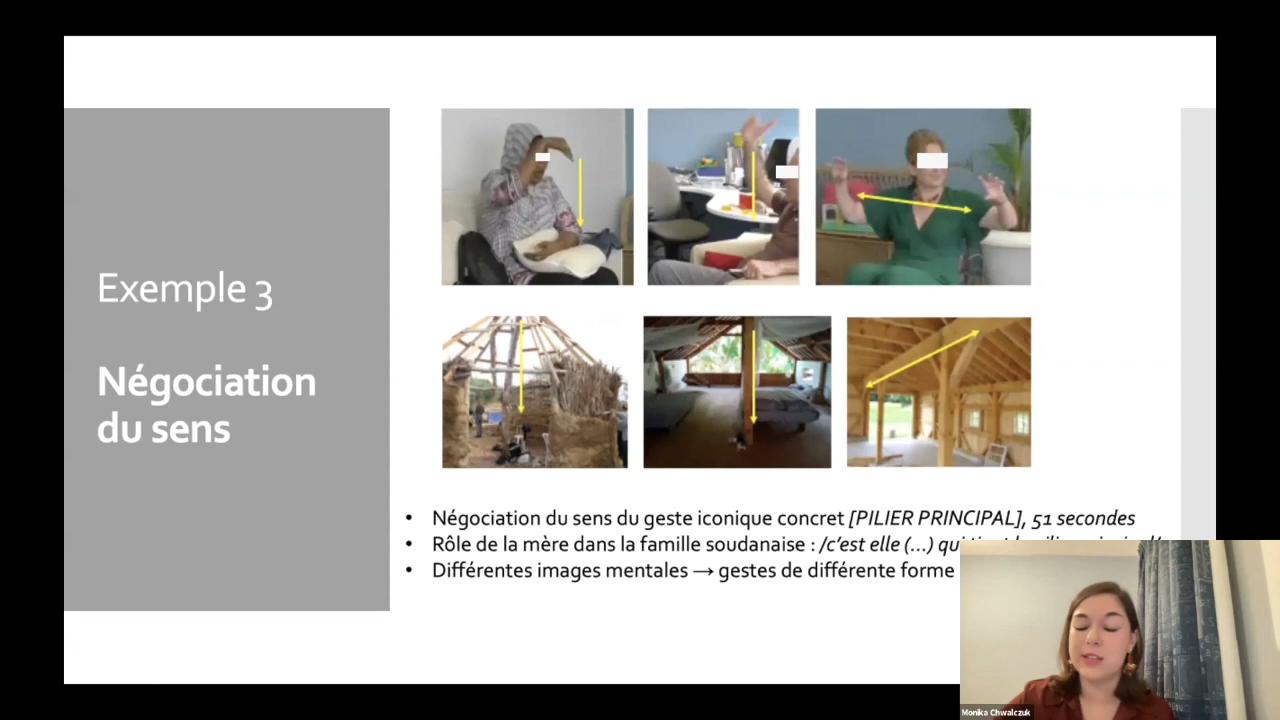 Exemple 3
Négociation
du sens
• Négociation du sens du geste iconique concret [PILIER PRINCIPAL], 51 secondes
• Rôle de la mère dans la famille soudanaise : /c'est elle (...) qui
• Différentes images mentales → gestes de différente forme
Monika Chwalczuk